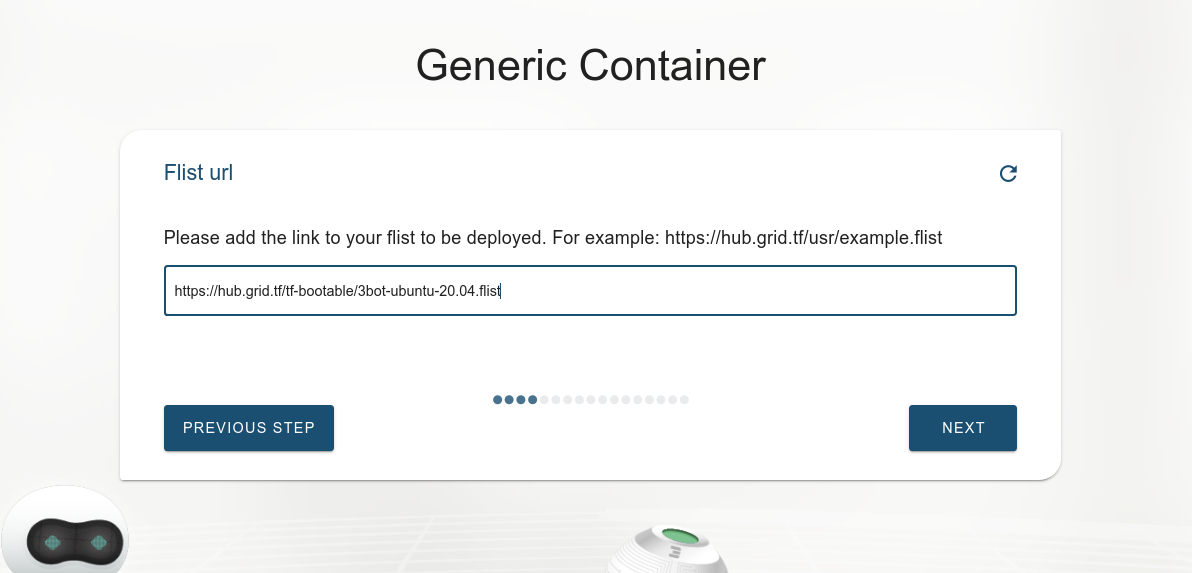 Generic Container
Flist url
Please add the link to your flist to be deployed. For example: https://hub.grid.tf/usr/example.flist
https://hub.grid.tf/tf-bootable/3bot-ubuntu-20.04.flist
PREVIOUS STEP
NEXT